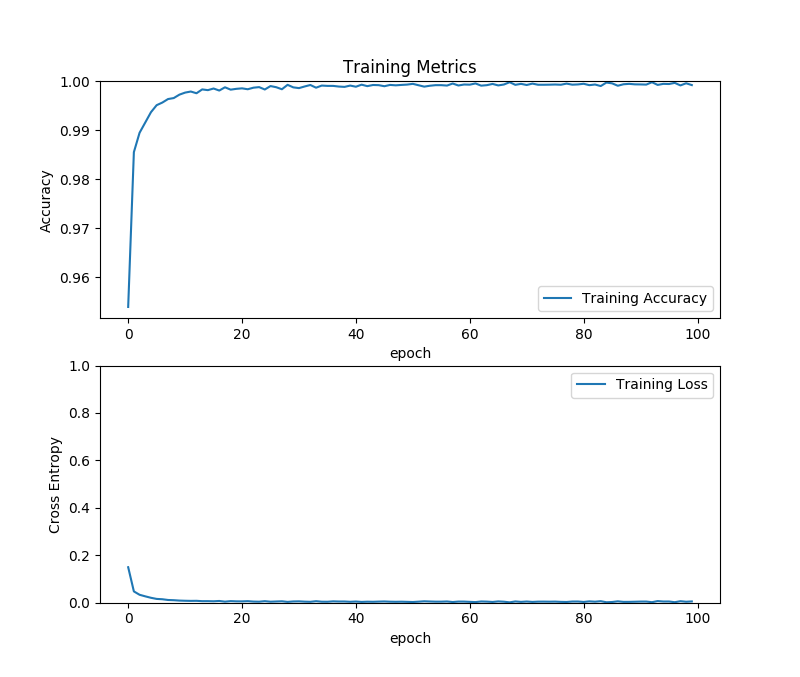 Training Metrics
1.00
0.99
0.98
0.97
0.96
Accuracy
Training Accuracy
0 20 40 60 80 100
epoch
1.0
0.8
0.6
0.4
0.2
0.0
Cross Entropy
Training Loss
0 20 40 60 80 100
epoch